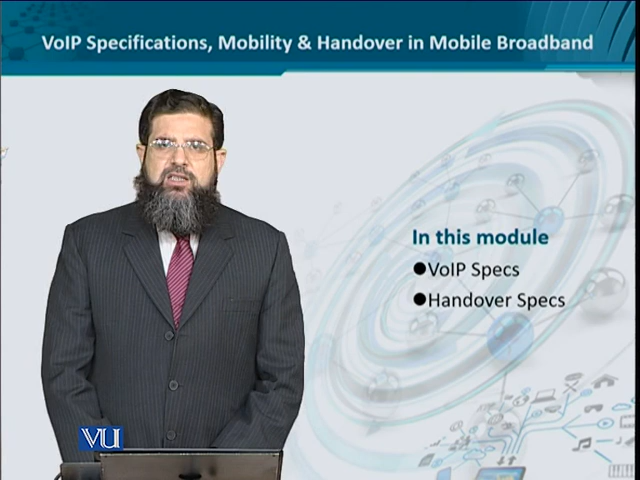 VoIP Specifications, Mobility & Handover in Mobile Broadband
In this module
●VoIP Specs
●Handover Specs
VU